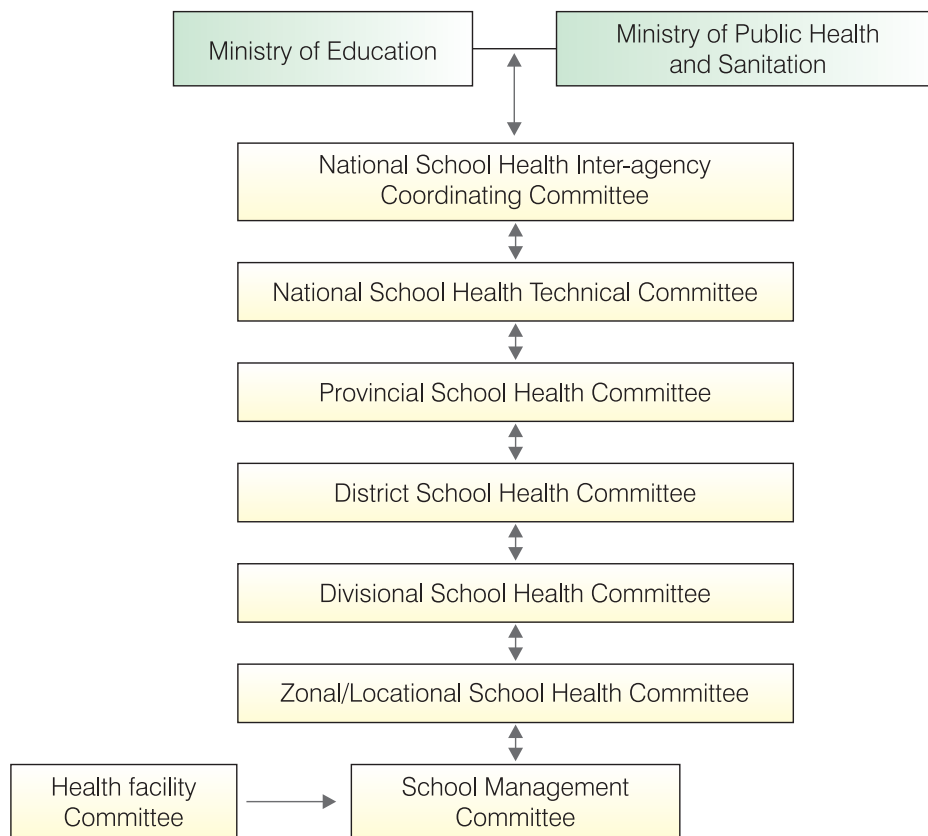 Ministry of Education
Ministry of Public Health
and Sanitation
National School Health Inter-agency
Coordinating Committee
National School Health Technical Committee
Provincial School Health Committee
District School Health Committee
Divisional School Health Committee
Zonal/Locational School Health Committee
Health facility
Committee
School Management
Committee